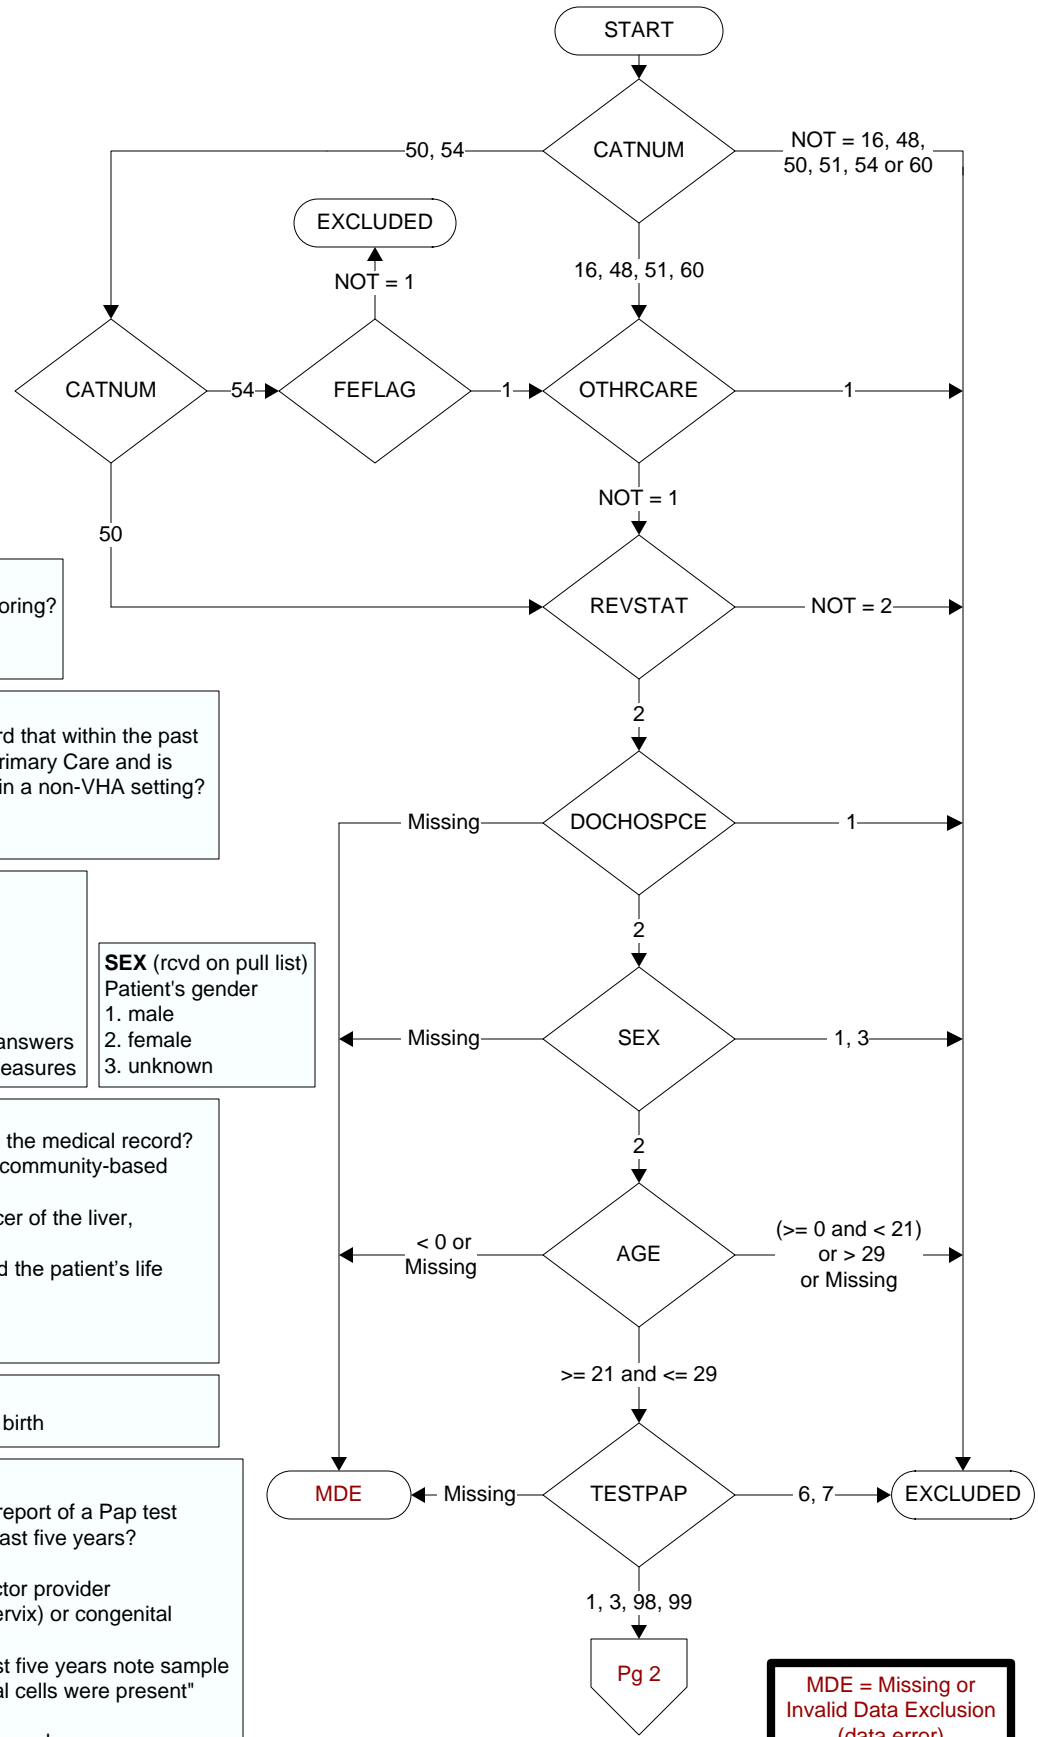 START
CATNUM
50, 54
NOT = 16, 48,
50, 51, 54 or 60
EXCLUDED
NOT = 1
16, 48, 51, 60
CATNUM
54
FEFLAG
1
OTHRCARE
1
NOT = 1
50
REVSTAT
NOT = 2
2
DOCHOSPCE
Missing
1
2
SEX
Missing
1, 3
2
AGE
< 0 or
Missing
(>= 0 and < 21)
or > 29
or Missing
>= 21 and <= 29
TESTPAP
MDE
Missing
6, 7
EXCLUDED
1, 3, 98, 99
Pg 2
MDE = Missing or
Invalid Data Exclusion
(data error)
oring?
rd that within the past
rimary Care and is
in a non-VHA setting?
answers
easures
SEX (rcvd on pull list)
Patient's gender
1. male
2. female
3. unknown
the medical record?
community-based
cer of the liver,
d the patient's life
birth
report of a Pap test
ast five years?
ctor provider
ervix) or congenital
st five years note sample
al cells were present"